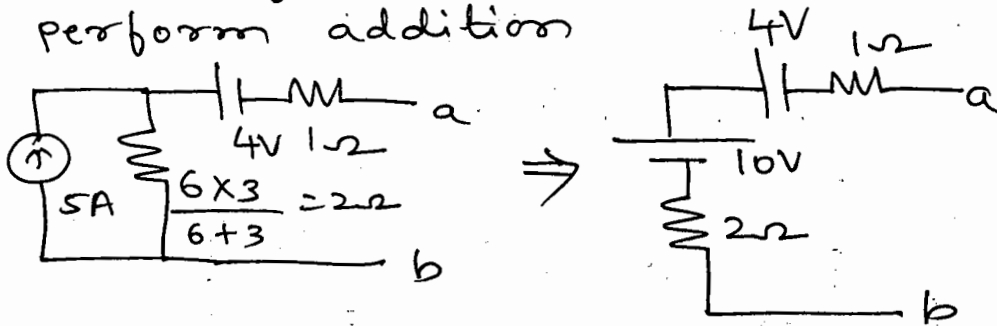 perform addition
4V 1Ω
a
4V 1Ω
a
⇒
5A
6×3/6+3 = 2Ω
10V
2Ω
b
b